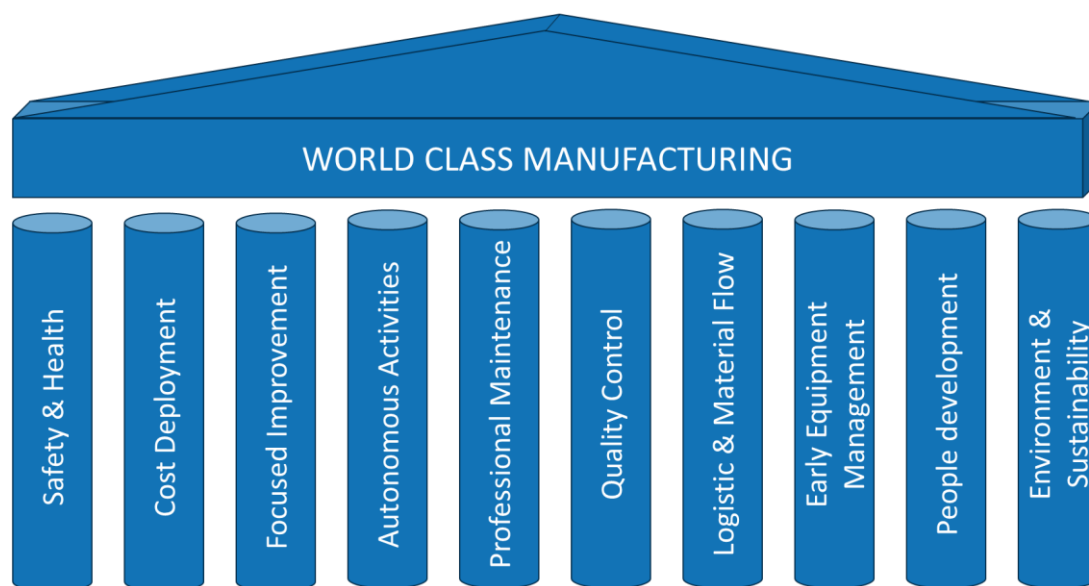 WORLD CLASS MANUFACTURING
Safety & Health
Cost Deployment
Focused Improvement
Autonomous Activities
Professional Maintenance
Quality Control
Logistic & Material Flow
Early Equipment
Management
People development
Environment &
Sustainability